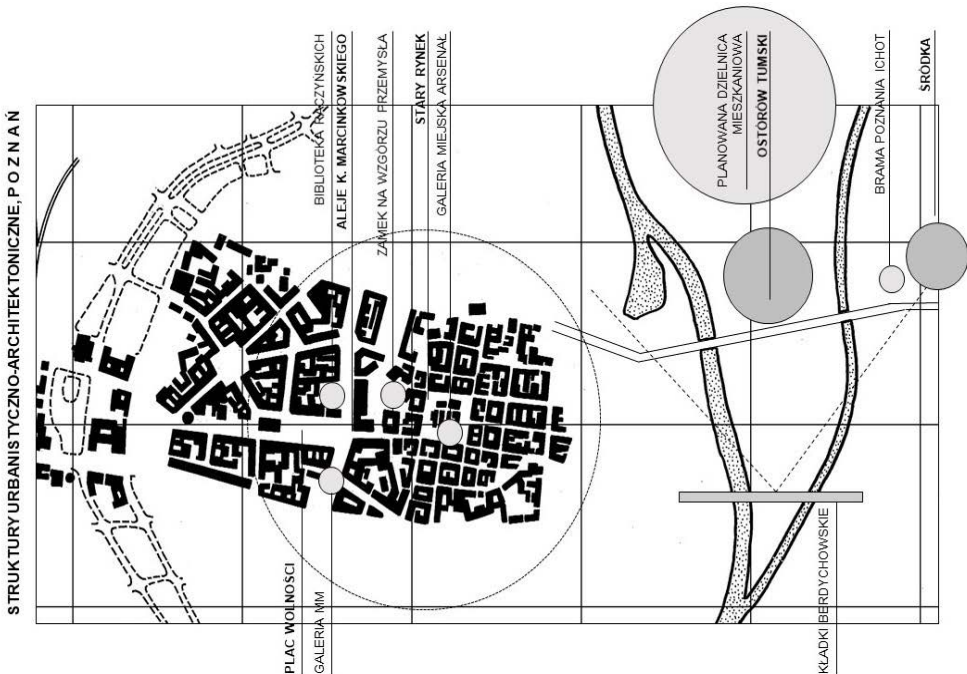 STRUKTURY URBANISTYCZNO-ARCHITEKTONICZNE, P O Z N A Ń
BIBLIOTEKA RACZYŃSKICH
ALEJE K. MARCINKOWSKIEGO
ZAMEK NA WZGÓRZU PRZEMYSŁA
STARY RYNEK
GALERIA MIEJSKA ARSENAŁ
PLANOWANA DZIELNICA
MIESZKANIOWA
OSTÓRÓW TUMSKI
BRAMA POZNANIA ICHOT
ŚRÓDKA
PLAC WOLNOŚCI
GALERIA MM
KŁADKI BERDYCHOWSKIE